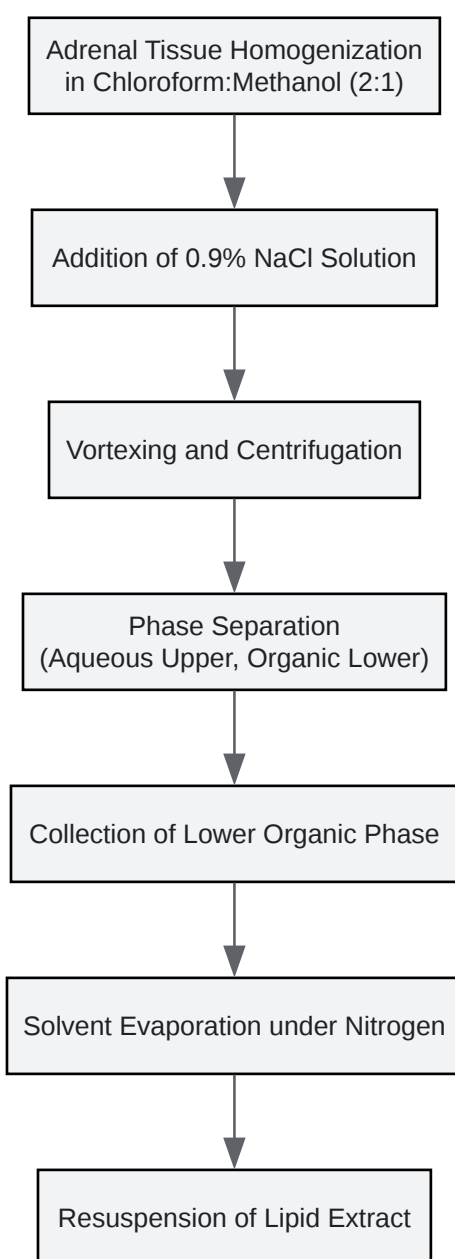 Adrenal Tissue Homogenization
in Chloroform:Methanol (2:1)
Addition of 0.9% NaCl Solution
Vortexing and Centrifugation
Phase Separation
(Aqueous Upper, Organic Lower)
Collection of Lower Organic Phase
Solvent Evaporation under Nitrogen
Resuspension of Lipid Extract